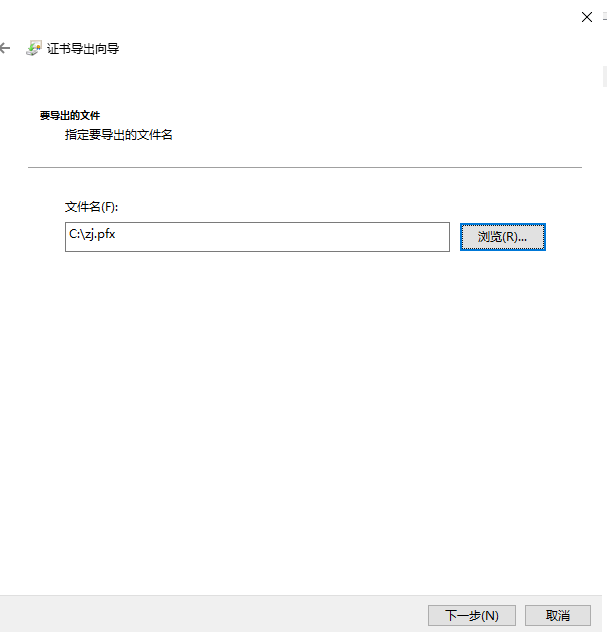 证书导出向导
要导出的文件
指定要导出的文件名
文件名(F):
C:\zj.pfx
浏览(R)...
下一步(N)
取消